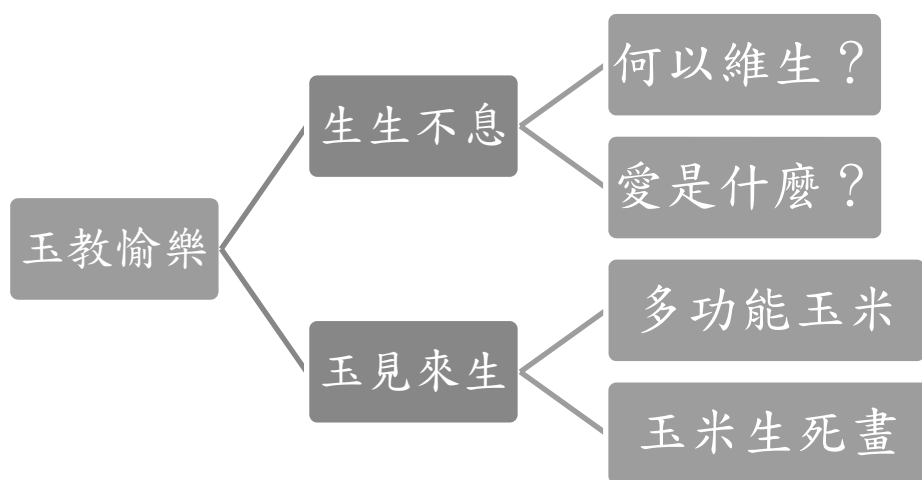 玉教愉樂
生生不息
何以維生？
愛是什麼？
玉見來生
多功能玉米
玉米生死畫